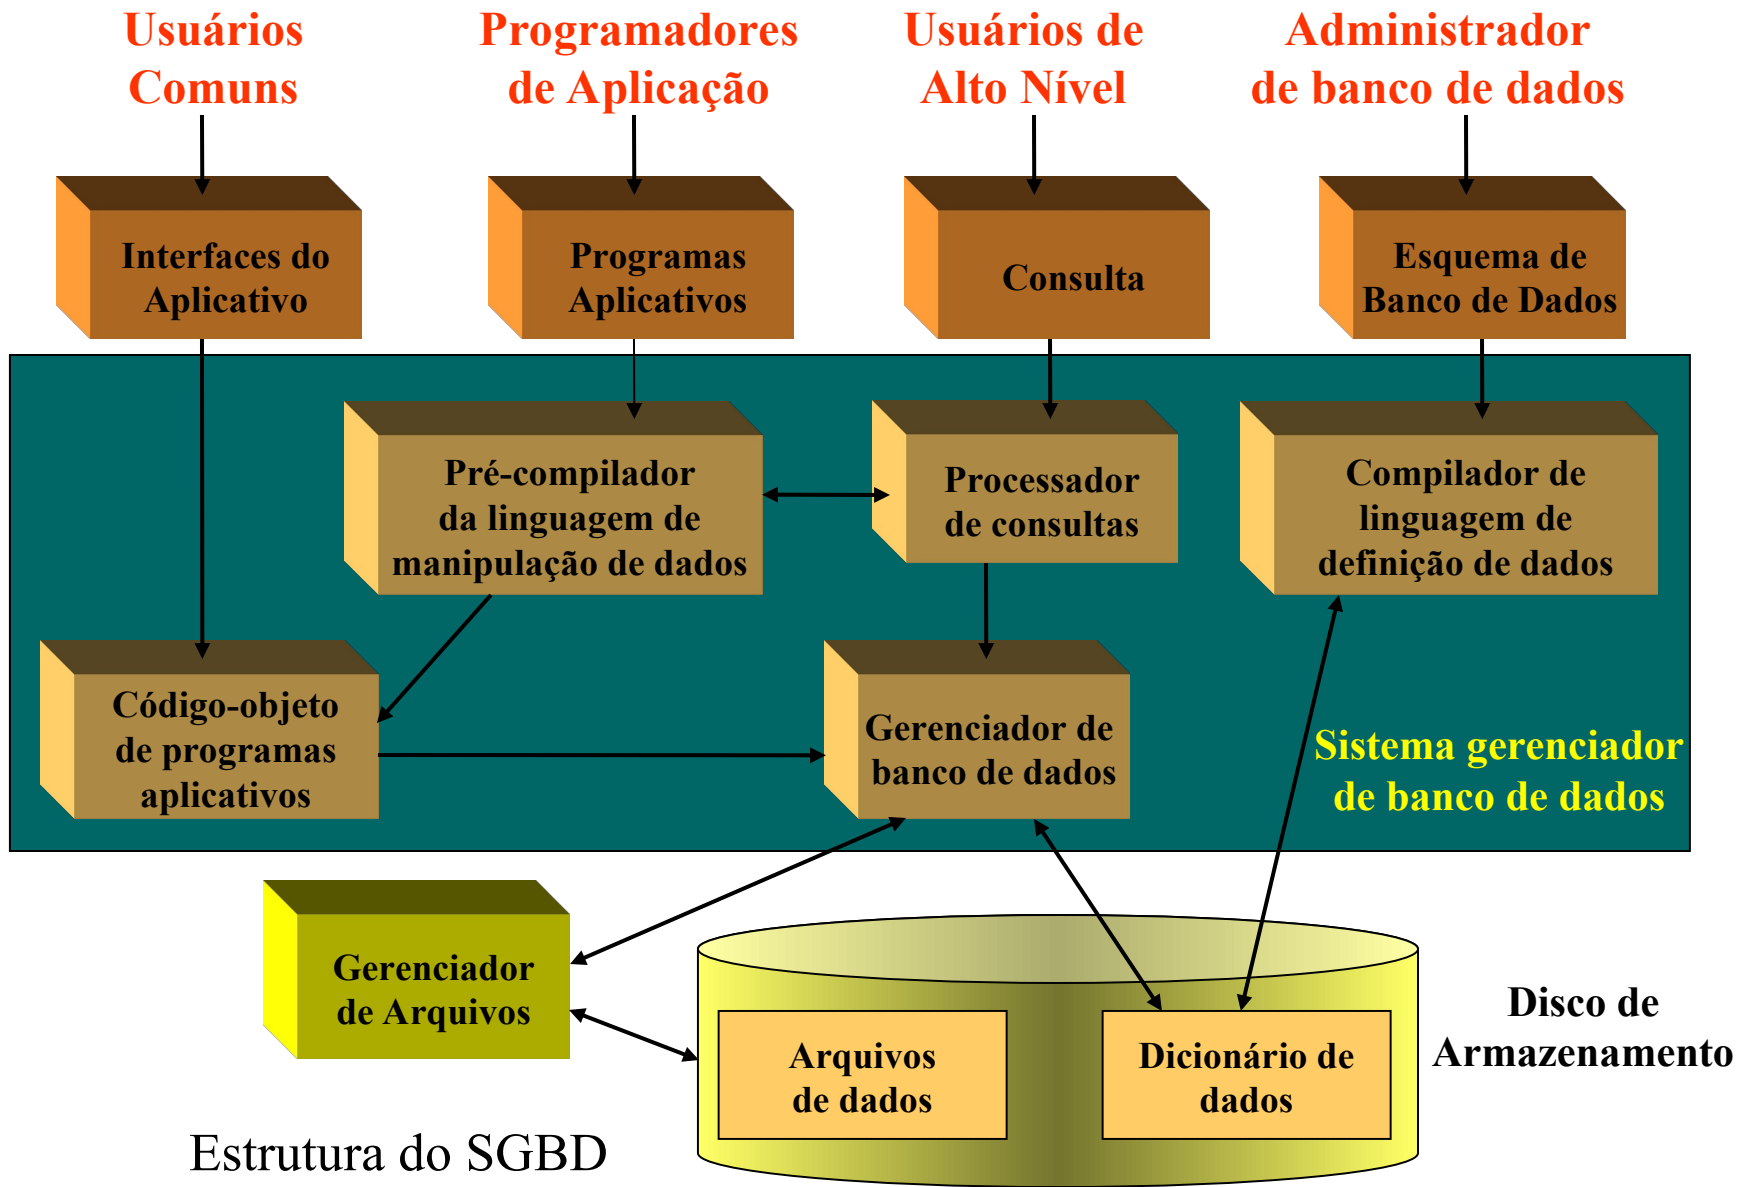 Usuários
Comuns
Programadores
de Aplicação
Usuários de
Alto Nível
Administrador
de banco de dados
Interfaces do
Aplicativo
Programas
Aplicativos
Consulta
Esquema de
Banco de Dados
Pré-compilador
da linguagem de
manipulação de dados
Processador
de consultas
Compilador de
linguagem de
definição de dados
Código-objeto
de programas
aplicativos
Gerenciador de
banco de dados
Sistema gerenciador
de banco de dados
Gerenciador
de Arquivos
Arquivos
de dados
Dicionário de
dados
Disco de
Armazenamento
Estrutura do SGBD